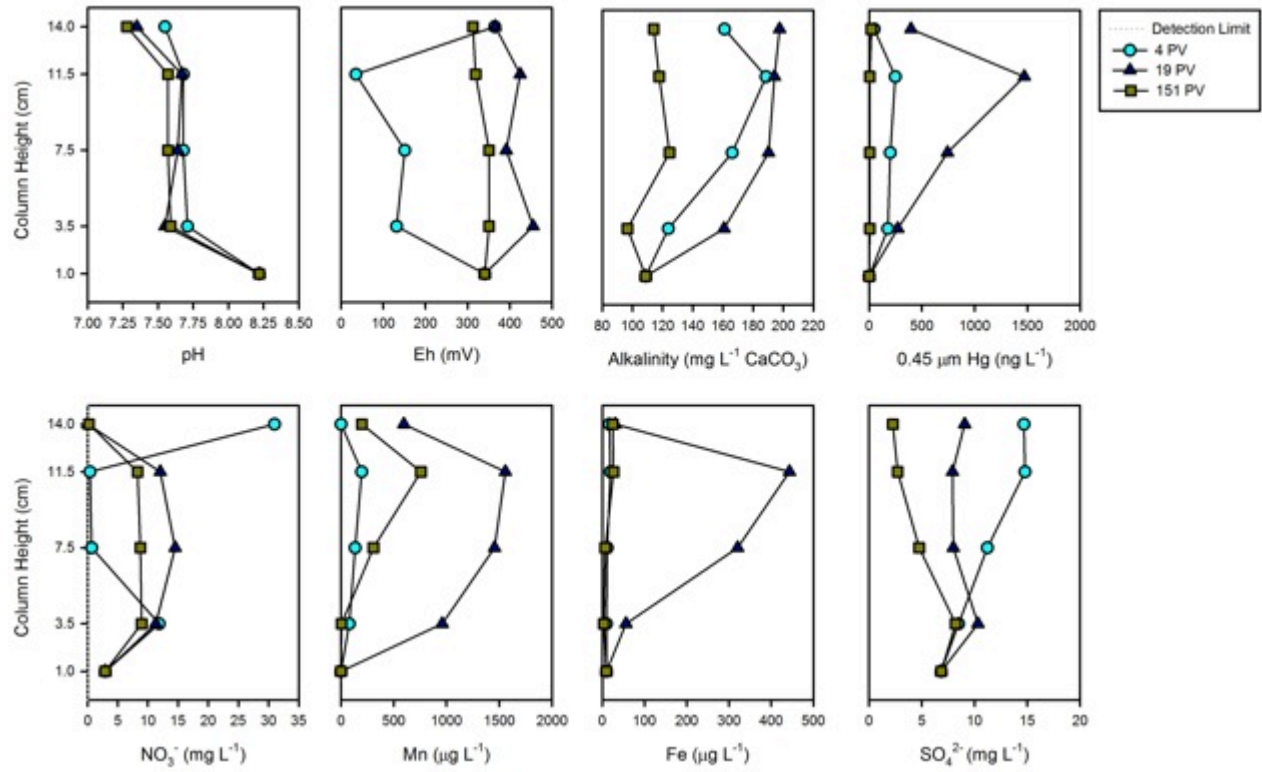 14.0
11.5
7.5
3.5
1.0
Column Height (cm)
7.00 7.25 7.50 7.75 8.00 8.25 8.50
pH
0 100 200 300 400 500
Eh (mV)
80 100 120 140 160 180 200 220
Alkalinity (mg L⁻¹ CaCO₃)
0 500 1000 1500 2000
0.45 μm Hg (ng L⁻¹)
Detection Limit
4 PV
19 PV
151 PV
14.0
11.5
7.5
3.5
1.0
Column Height (cm)
0 5 10 15 20 25 30 35
NO₃⁻ (mg L⁻¹)
0 500 1000 1500 2000
Mn (μg L⁻¹)
0 100 200 300 400 500
Fe (μg L⁻¹)
0 5 10 15 20
SO₄²⁻ (mg L⁻¹)